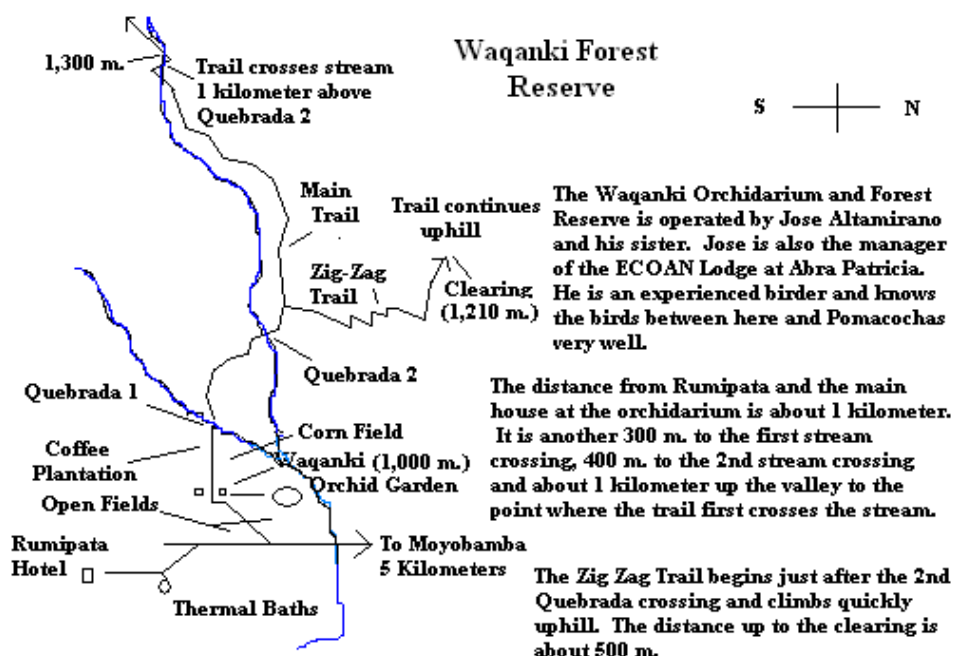 Waqanki Forest
Reserve
S N
1,300 m.
Trail crosses stream
1 kilometer above
Quebrada 2
Main
Trail
Trail continues
uphill
Zig-Zag
Trail
Clearing
(1,210 m.)
The Waqanki Orchidarium and Forest
Reserve is operated by Jose Altamirano
and his sister. Jose is also the manager
of the ECOAN Lodge at Abra Patricia.
He is an experienced birder and knows
the birds between here and Pomacochas
very well.
Quebrada 2
Quebrada 1
Corn Field
Coffee
Plantation
Waqanki (1,000 m.)
Orchid Garden
Open Fields
The distance from Rumipata and the main
house at the orchidarium is about 1 kilometer.
It is another 300 m. to the first stream
crossing, 400 m. to the 2nd stream crossing
and about 1 kilometer up the valley to the
point where the trail first crosses the stream.
Rumipata
Hotel
To Moyobamba
5 Kilometers
Thermal Baths
The Zig Zag Trail begins just after the 2nd
Quebrada crossing and climbs quickly
uphill. The distance up to the clearing is
about 500 m.